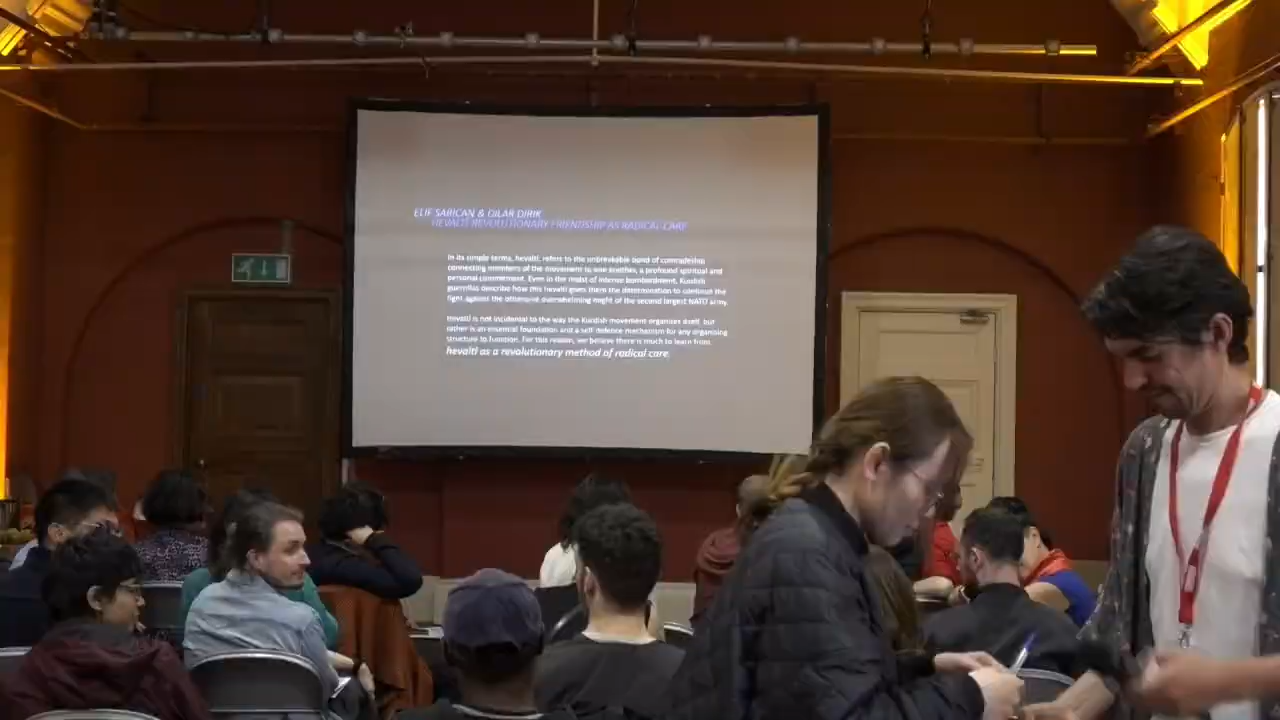 ELIF SARICAN & DILAR DIRIK
HEVALTÎ REVOLUTIONARY FRIENDSHIP AS RADICAL CARE
In its simple terms, hevaltî, refers to the unbreakable bond of comradeship
connecting members of the movement to one another, a profound spiritual and
personal commitment. Even in the midst of intense bombardment, Kurdish
guerrillas describe how this hevaltî gives them the determination to continue the
fight against the otherwise overwhelming might of the second largest NATO army.
Hevaltî is not incidental to the way the Kurdish movement organizes itself, but
rather is an essential foundation and a self defence mechanism for any organising
structure to function. For this reason, we believe there is much to learn from
hevaltî as a revolutionary method of radical care.